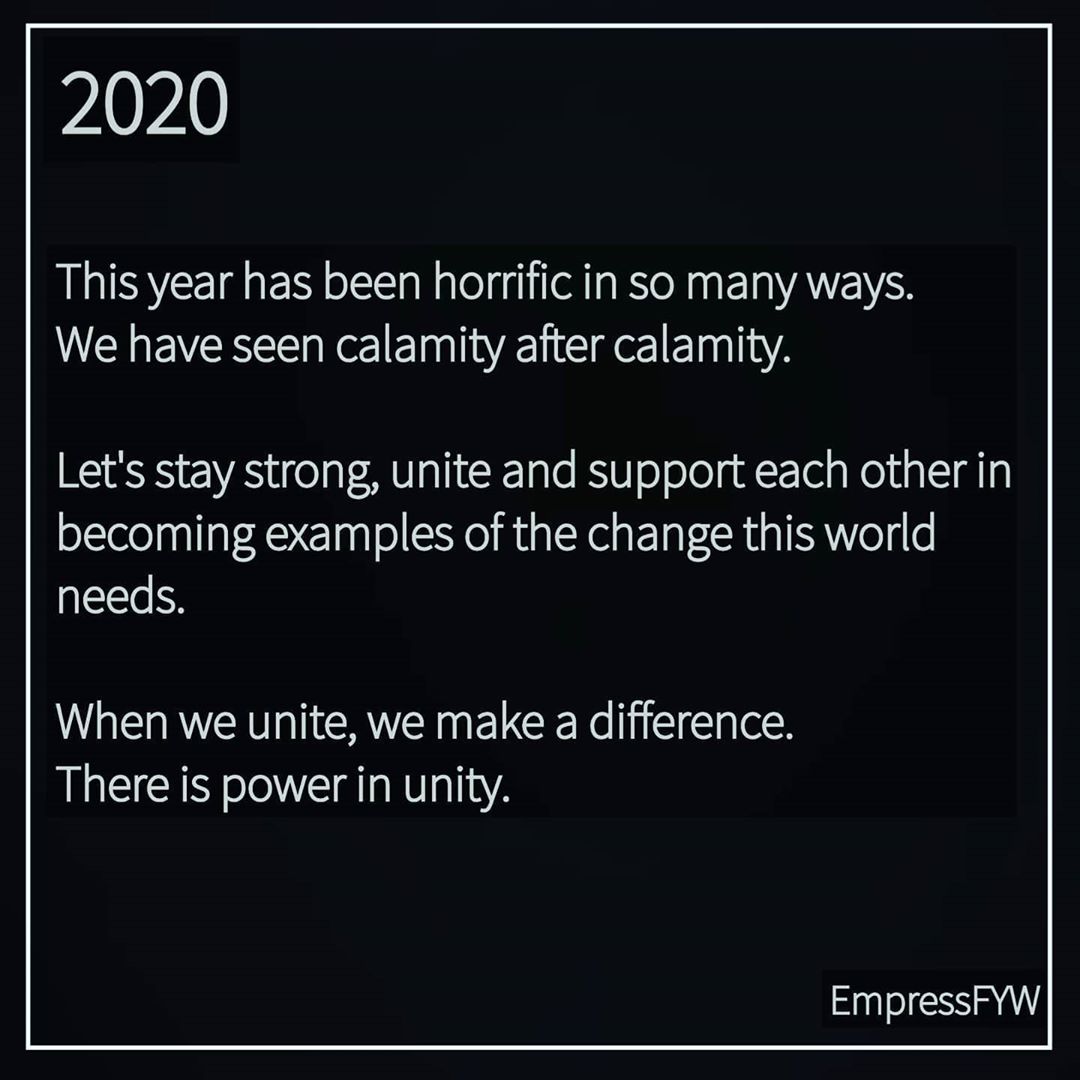 2020
This year has been horrific in so many ways.
We have seen calamity after calamity.
Let's stay strong, unite and support each other in
becoming examples of the change this world
needs.
When we unite, we make a difference.
There is power in unity.
EmpressFYW